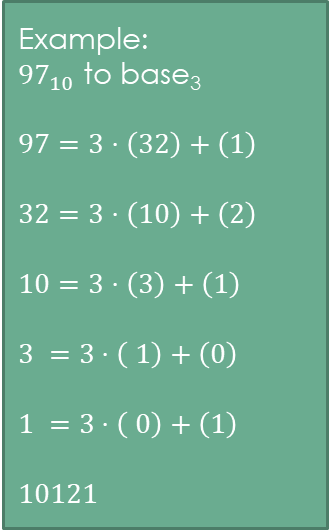 Example:
97₁₀ to base₃
97 = 3 · (32) + (1)
32 = 3 · (10) + (2)
10 = 3 · (3) + (1)
3 = 3 · ( 1) + (0)
1 = 3 · ( 0) + (1)
10121